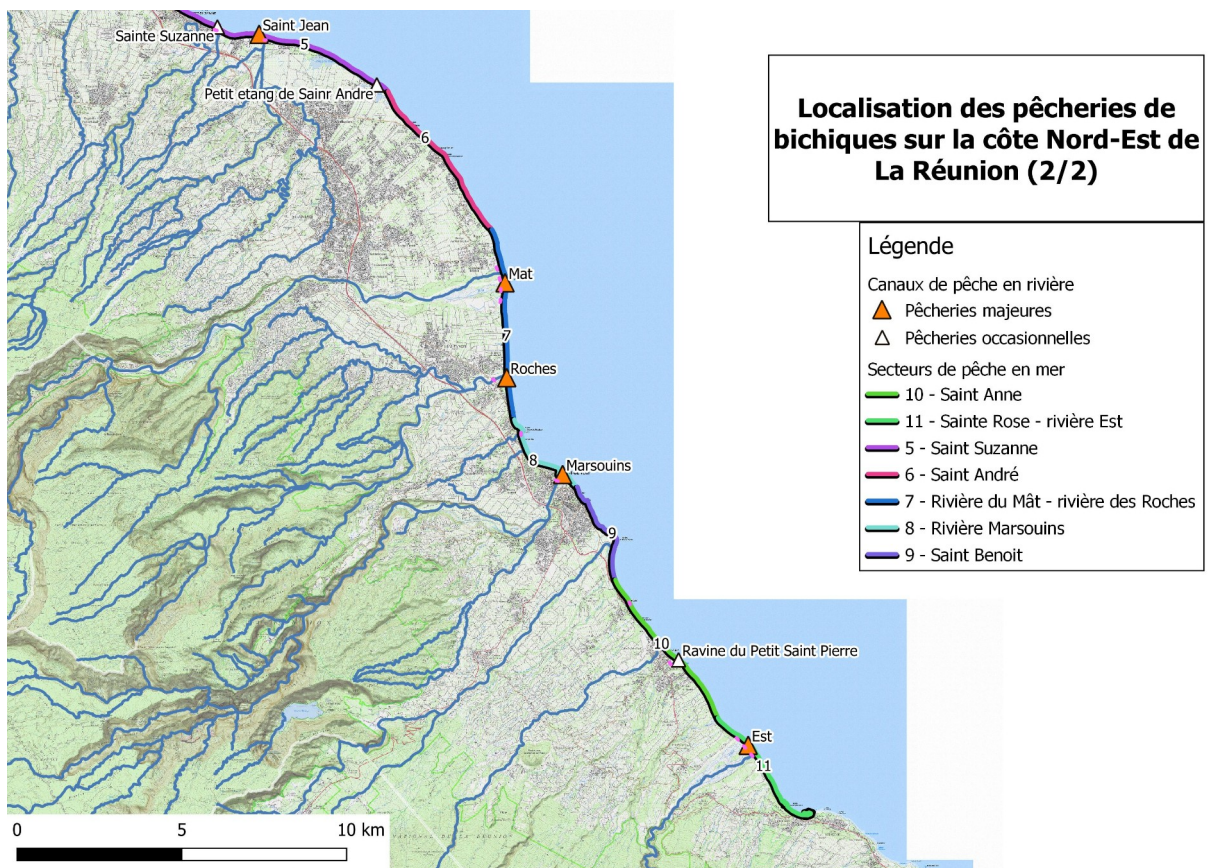 Sainte Suzanne
Saint Jean
5
Petit etang de Sainr Andre
6
Mat
7
Roches
8
Marsouins
9
10
Ravine du Petit Saint Pierre
Est
11
0 5 10 km
Localisation des pêcheries de
bichiques sur la côte Nord-Est de
La Réunion (2/2)
Légende
Canaux de pêche en rivière
Pêcheries majeures
Pêcheries occasionnelles
Secteurs de pêche en mer
10 - Saint Anne
11 - Sainte Rose - rivière Est
5 - Saint Suzanne
6 - Saint André
7 - Rivière du Mât - rivière des Roches
8 - Rivière Marsouins
9 - Saint Benoit